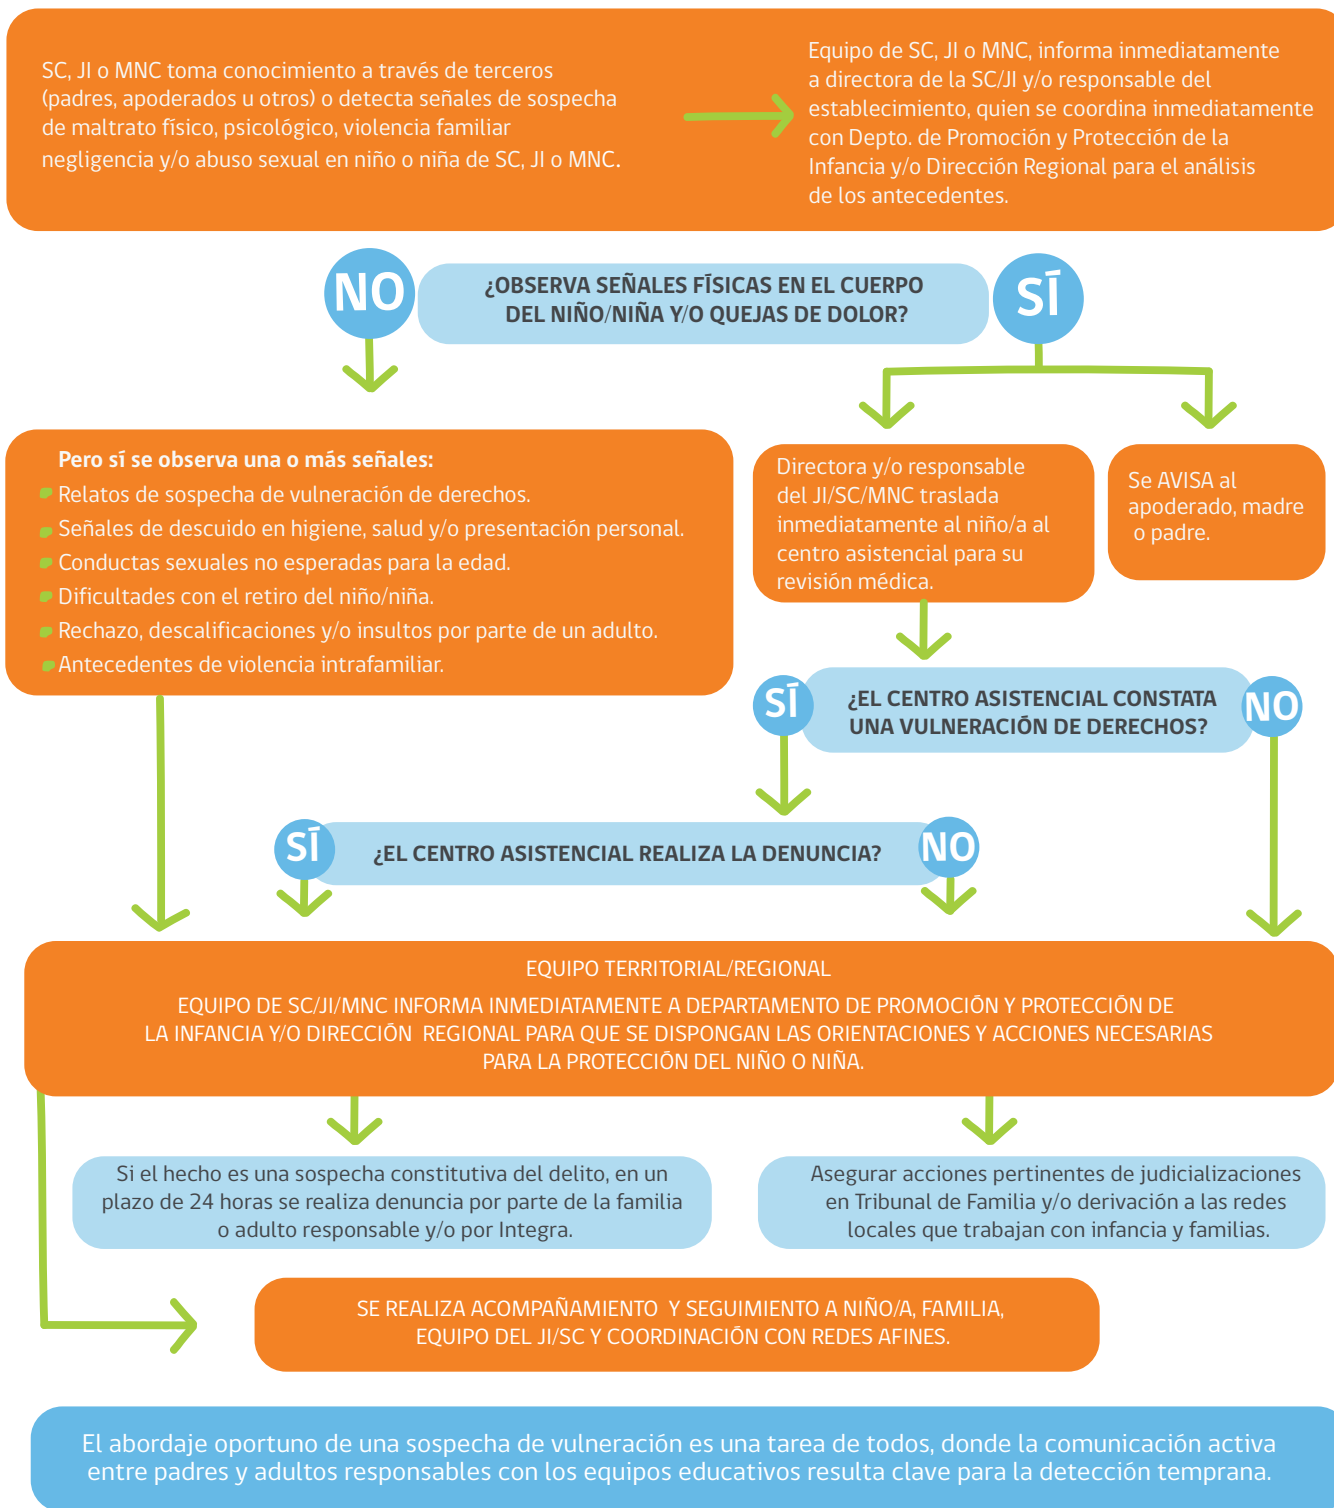 SC, JI o MNC toma conocimiento a través de terceros
(padres, apoderados u otros) o detecta señales de sospecha
de maltrato físico, psicológico, violencia familiar
negligencia y/o abuso sexual en niño o niña de SC, JI o MNC.
Equipo de SC, JI o MNC, informa inmediatamente
a directora de la SC/JI y/o responsable del
establecimiento, quien se coordina inmediatamente
con Depto. de Promoción y Protección de la
Infancia y/o Dirección Regional para el análisis
de los antecedentes.
NO
¿OBSERVA SEÑALES FÍSICAS EN EL CUERPO
DEL NIÑO/NIÑA Y/O QUEJAS DE DOLOR?
SÍ
Pero sí se observa una o más señales:
Relatos de sospecha de vulneración de derechos.
Señales de descuido en higiene, salud y/o presentación personal.
Conductas sexuales no esperadas para la edad.
Dificultades con el retiro del niño/niña.
Rechazo, descalificaciones y/o insultos por parte de un adulto.
Antecedentes de violencia intrafamiliar.
Directora y/o responsable
del JI/SC/MNC traslada
inmediatamente al niño/a al
centro asistencial para su
revisión médica.
Se AVISA al
apoderado, madre
o padre.
SÍ
¿EL CENTRO ASISTENCIAL CONSTATA
UNA VULNERACIÓN DE DERECHOS?
NO
SÍ
¿EL CENTRO ASISTENCIAL REALIZA LA DENUNCIA?
NO
EQUIPO TERRITORIAL/REGIONAL
EQUIPO DE SC/JI/MNC INFORMA INMEDIATAMENTE A DEPARTAMENTO DE PROMOCIÓN Y PROTECCIÓN DE
LA INFANCIA Y/O DIRECCIÓN REGIONAL PARA QUE SE DISPONGAN LAS ORIENTACIONES Y ACCIONES NECESARIAS
PARA LA PROTECCIÓN DEL NIÑO O NIÑA.
Si el hecho es una sospecha constitutiva del delito, en un
plazo de 24 horas se realiza denuncia por parte de la familia
o adulto responsable y/o por Integra.
Asegurar acciones pertinentes de judicializaciones
en Tribunal de Familia y/o derivación a las redes
locales que trabajan con infancia y familias.
SE REALIZA ACOMPAÑAMIENTO Y SEGUIMIENTO A NIÑO/A, FAMILIA,
EQUIPO DEL JI/SC Y COORDINACIÓN CON REDES AFINES.
El abordaje oportuno de una sospecha de vulneración es una tarea de todos, donde la comunicación activa
entre padres y adultos responsables con los equipos educativos resulta clave para la detección temprana.